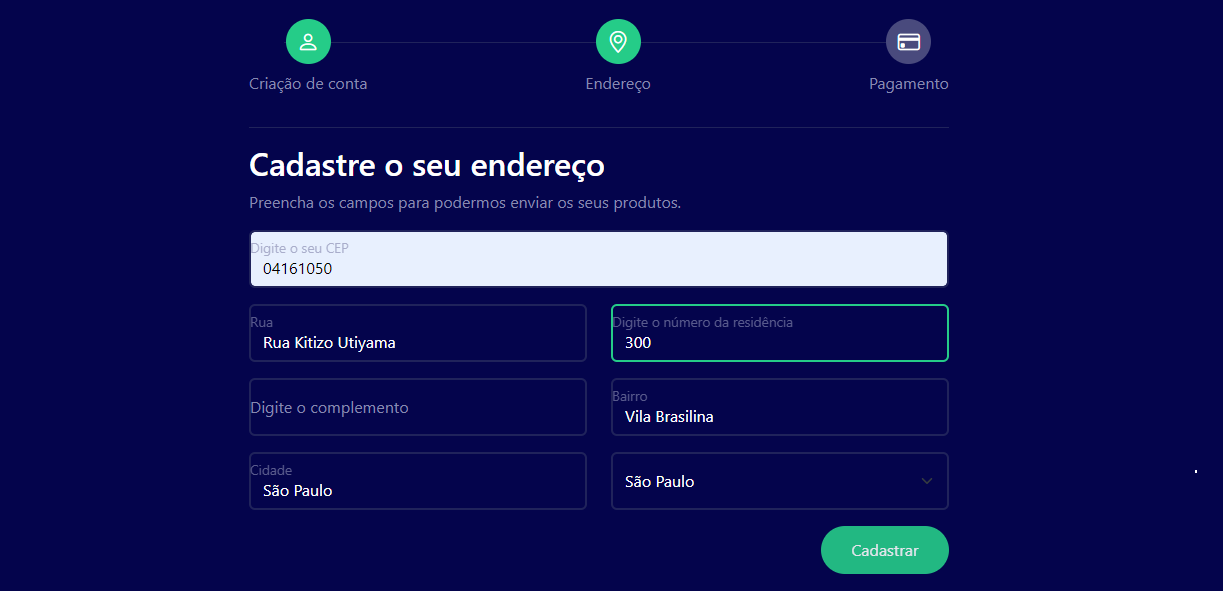 Criação de conta
Endereço
Pagamento
Cadastre o seu endereço
Preencha os campos para podermos enviar os seus produtos.
Digite o seu CEP
04161050
Rua
Rua Kitizo Utiyama
Digite o número da residência
300
Digite o complemento
Bairro
Vila Brasilina
Cidade
São Paulo
São Paulo
Cadastrar